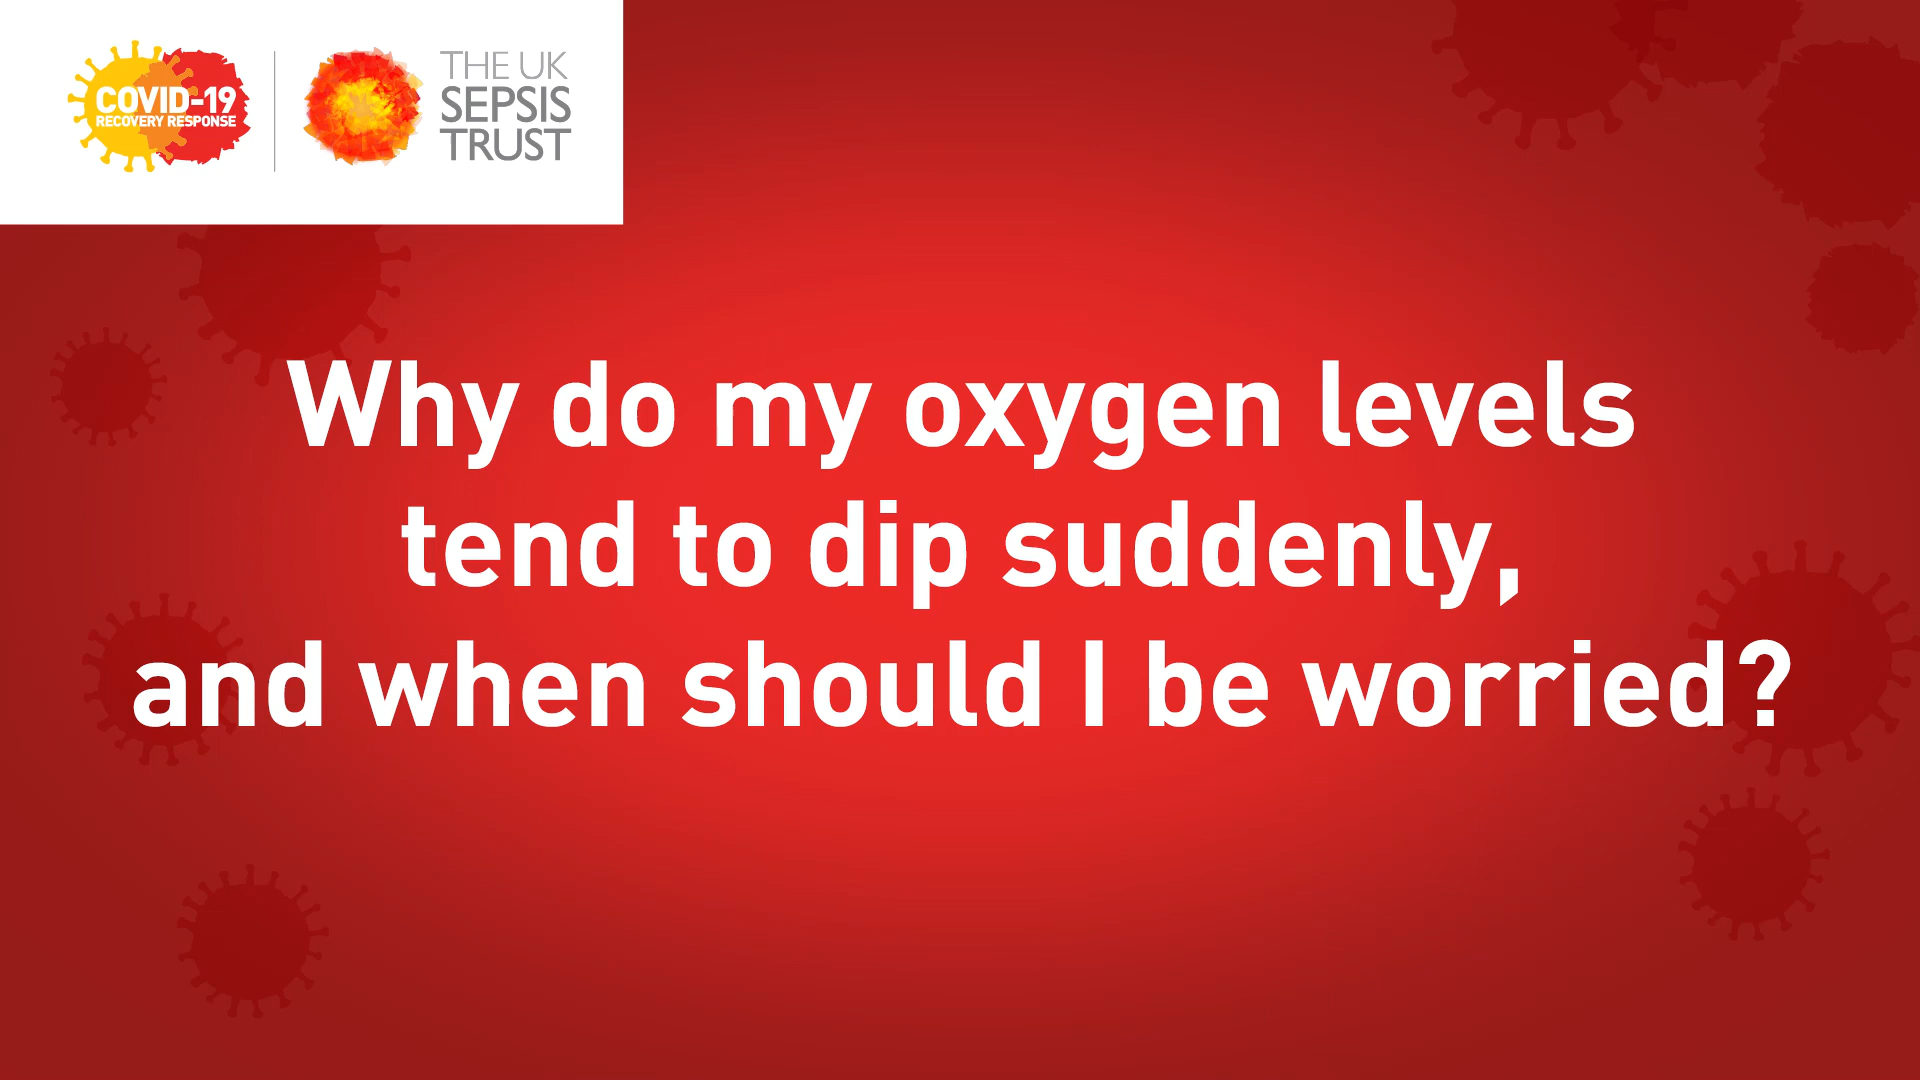 COVID-19
RECOVERY RESPONSE
THE UK
SEPSIS
TRUST
Why do my oxygen levels
tend to dip suddenly,
and when should I be worried?